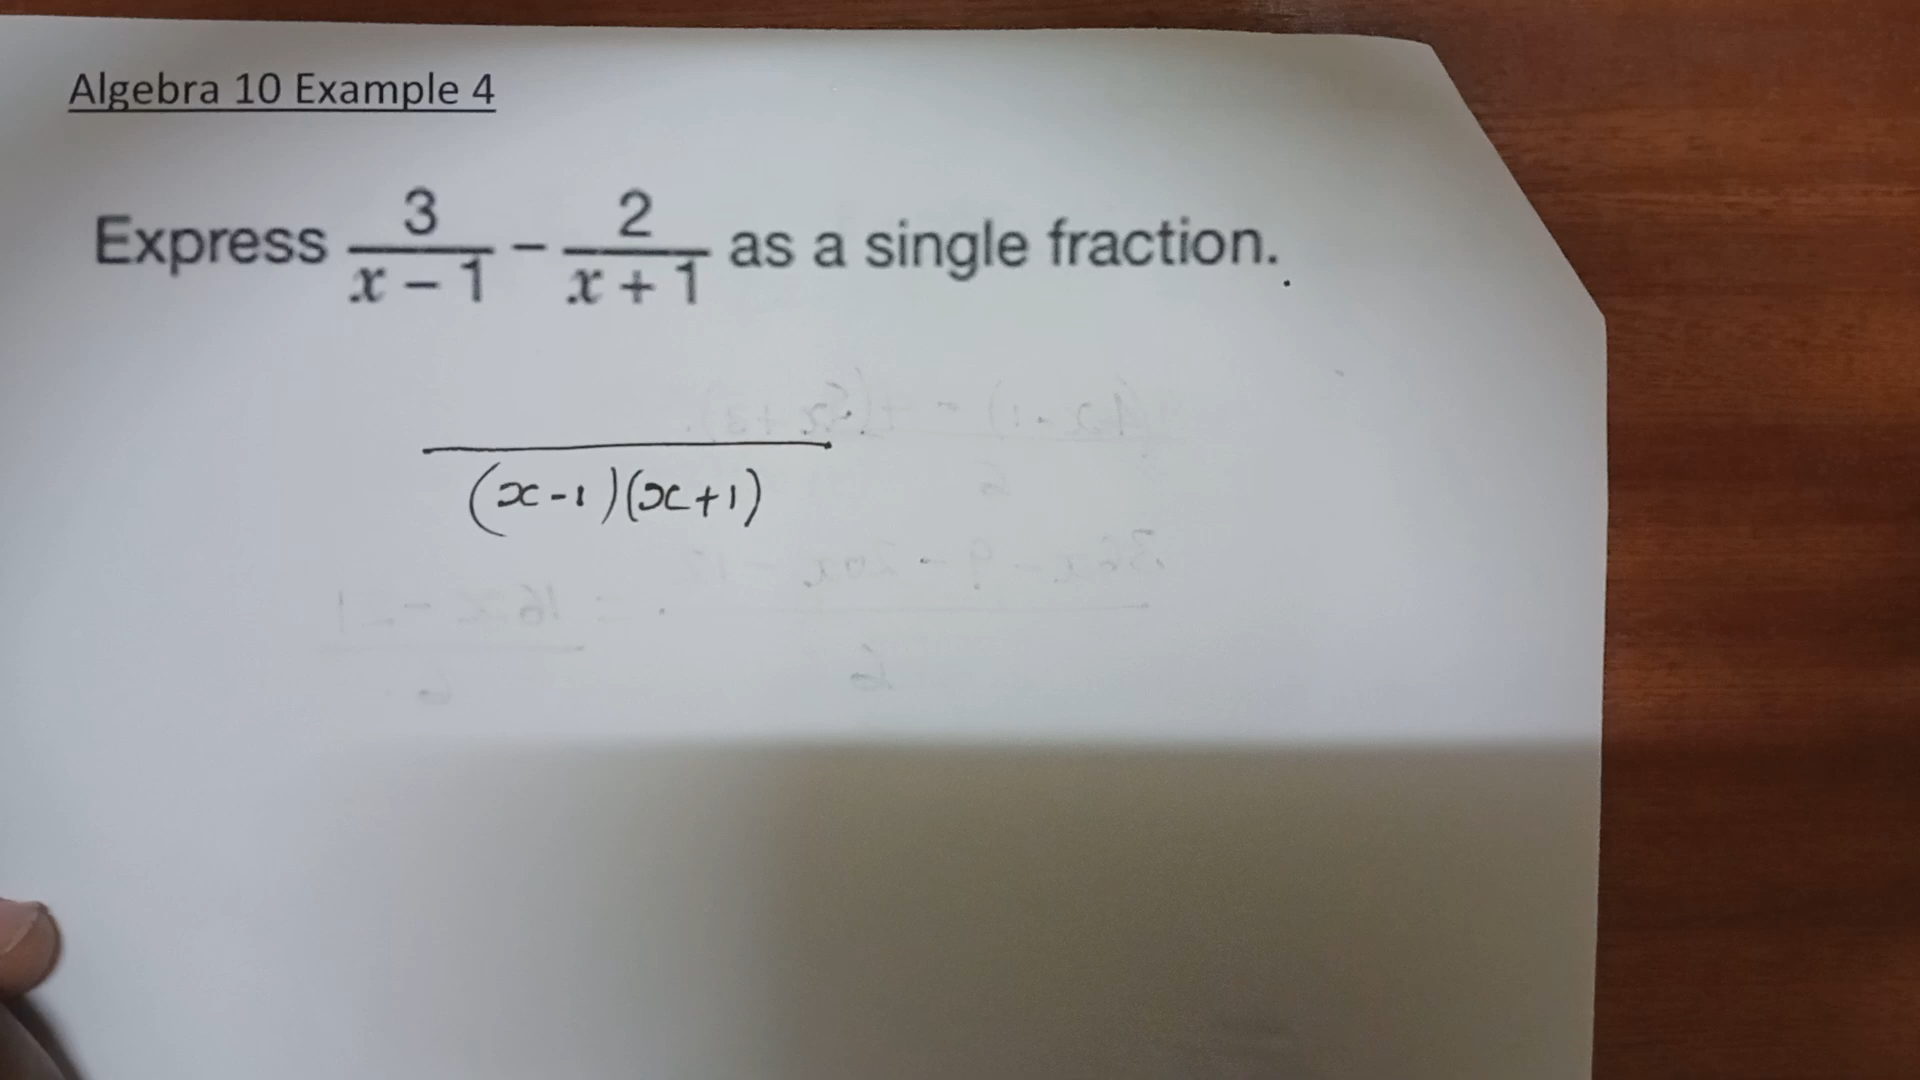 Algebra 10 Example 4
Express 3/(x − 1) − 2/(x + 1) as a single fraction.
/((x-1)(x+1))